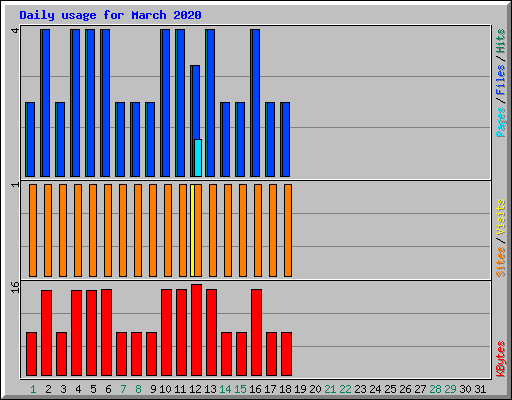 Daily usage for March 2020
4
Pages/Files/Hits
1
Sites/Visits
16
KBytes
1 2 3 4 5 6 7 8 9 10 11 12 13 14 15 16 17 18 19 20 21 22 23 24 25 26 27 28 29 30 31